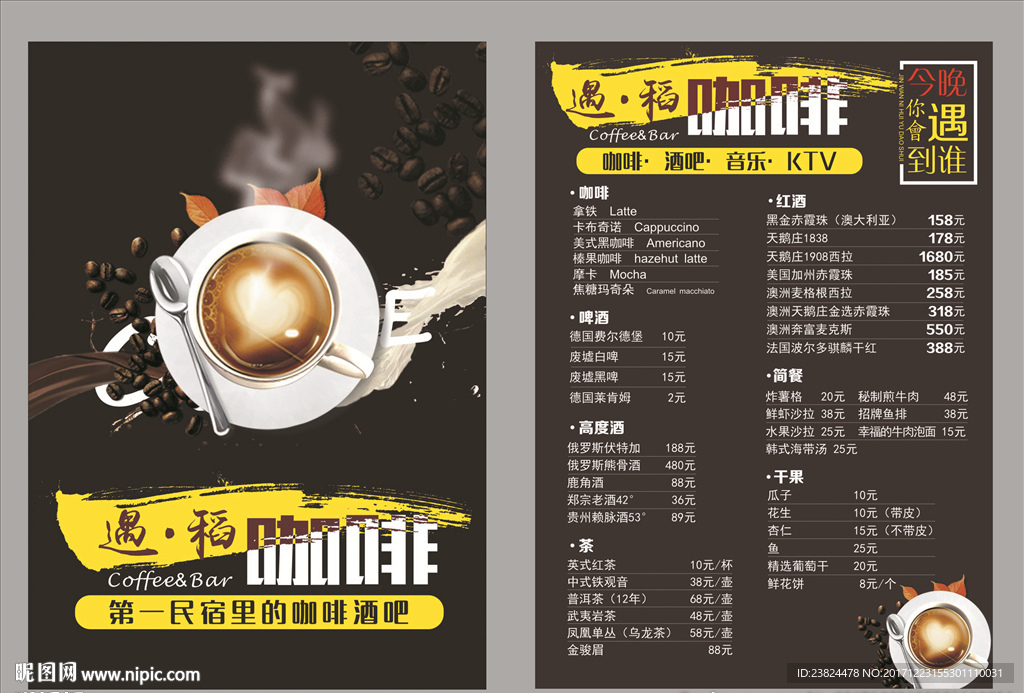 E
遇·稻
咖啡
Coffee&Bar
第一民宿里的咖啡酒吧
昵图网 www.nipic.com
遇·稻
咖啡
Coffee&Bar
咖啡· 酒吧· 音乐· KTV
今晚
你會
遇
到谁
JIN WAN NI HUI YU DAO SHUI
·咖啡
拿铁 Latte
卡布奇诺 Cappuccino
美式黑咖啡 Americano
榛果咖啡 hazehut latte
摩卡 Mocha
焦糖玛奇朵 Caramel macchiato
·啤酒
德国费尔德堡 10元
废墟白啤 15元
废墟黑啤 15元
德国莱肯姆 2元
·高度酒
俄罗斯伏特加 188元
俄罗斯熊骨酒 480元
鹿角酒 88元
郑宗老酒42° 36元
贵州赖脉酒53° 89元
·茶
英式红茶 10元/杯
中式铁观音 38元/壶
普洱茶（12年） 68元/壶
武夷岩茶 48元/壶
凤凰单丛（乌龙茶） 58元/壶
金骏眉 88元
·红酒
黑金赤霞珠（澳大利亚） 158元
天鹅庄1838 178元
天鹅庄1908西拉 1680元
美国加州赤霞珠 185元
澳洲麦格根西拉 258元
澳洲天鹅庄金选赤霞珠 318元
澳洲奔富麦克斯 550元
法国波尔多骐麟干红 388元
·简餐
炸薯格 20元 秘制煎牛肉 48元
鲜虾沙拉 38元 招牌鱼排 38元
水果沙拉 25元 幸福的牛肉泡面 15元
韩式海带汤 25元
·干果
瓜子 10元
花生 10元（带皮）
杏仁 15元（不带皮）
鱼 25元
精选葡萄干 20元
鲜花饼 8元/个
ID:23824478 NO:20171223155301110031